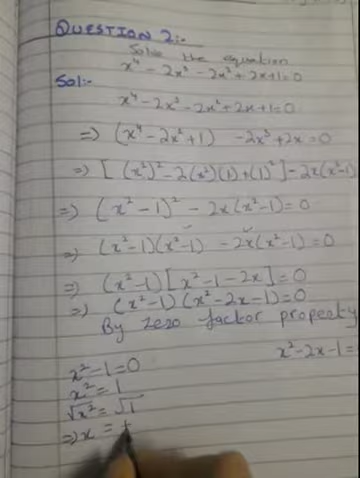 QUESTION 2:-
Solve the equation
x⁴ - 2x³ - 2x² + 2x + 1 = 0
Sol:-
x⁴ - 2x³ - 2x² + 2x + 1 = 0
=> (x⁴ - 2x² + 1) - 2x³ + 2x = 0
=> [(x²)² - 2(x²)(1) + (1)²] - 2x(x² - 1)
=> (x² - 1)² - 2x(x² - 1) = 0
=> (x² - 1)(x² - 1) - 2x(x² - 1) = 0
=> (x² - 1)[x² - 1 - 2x] = 0
=> (x² - 1)(x² - 2x - 1) = 0
By zero factor property
x² - 1 = 0
x² - 2x - 1 =
x² = 1
√x² = √1
=> x = ±